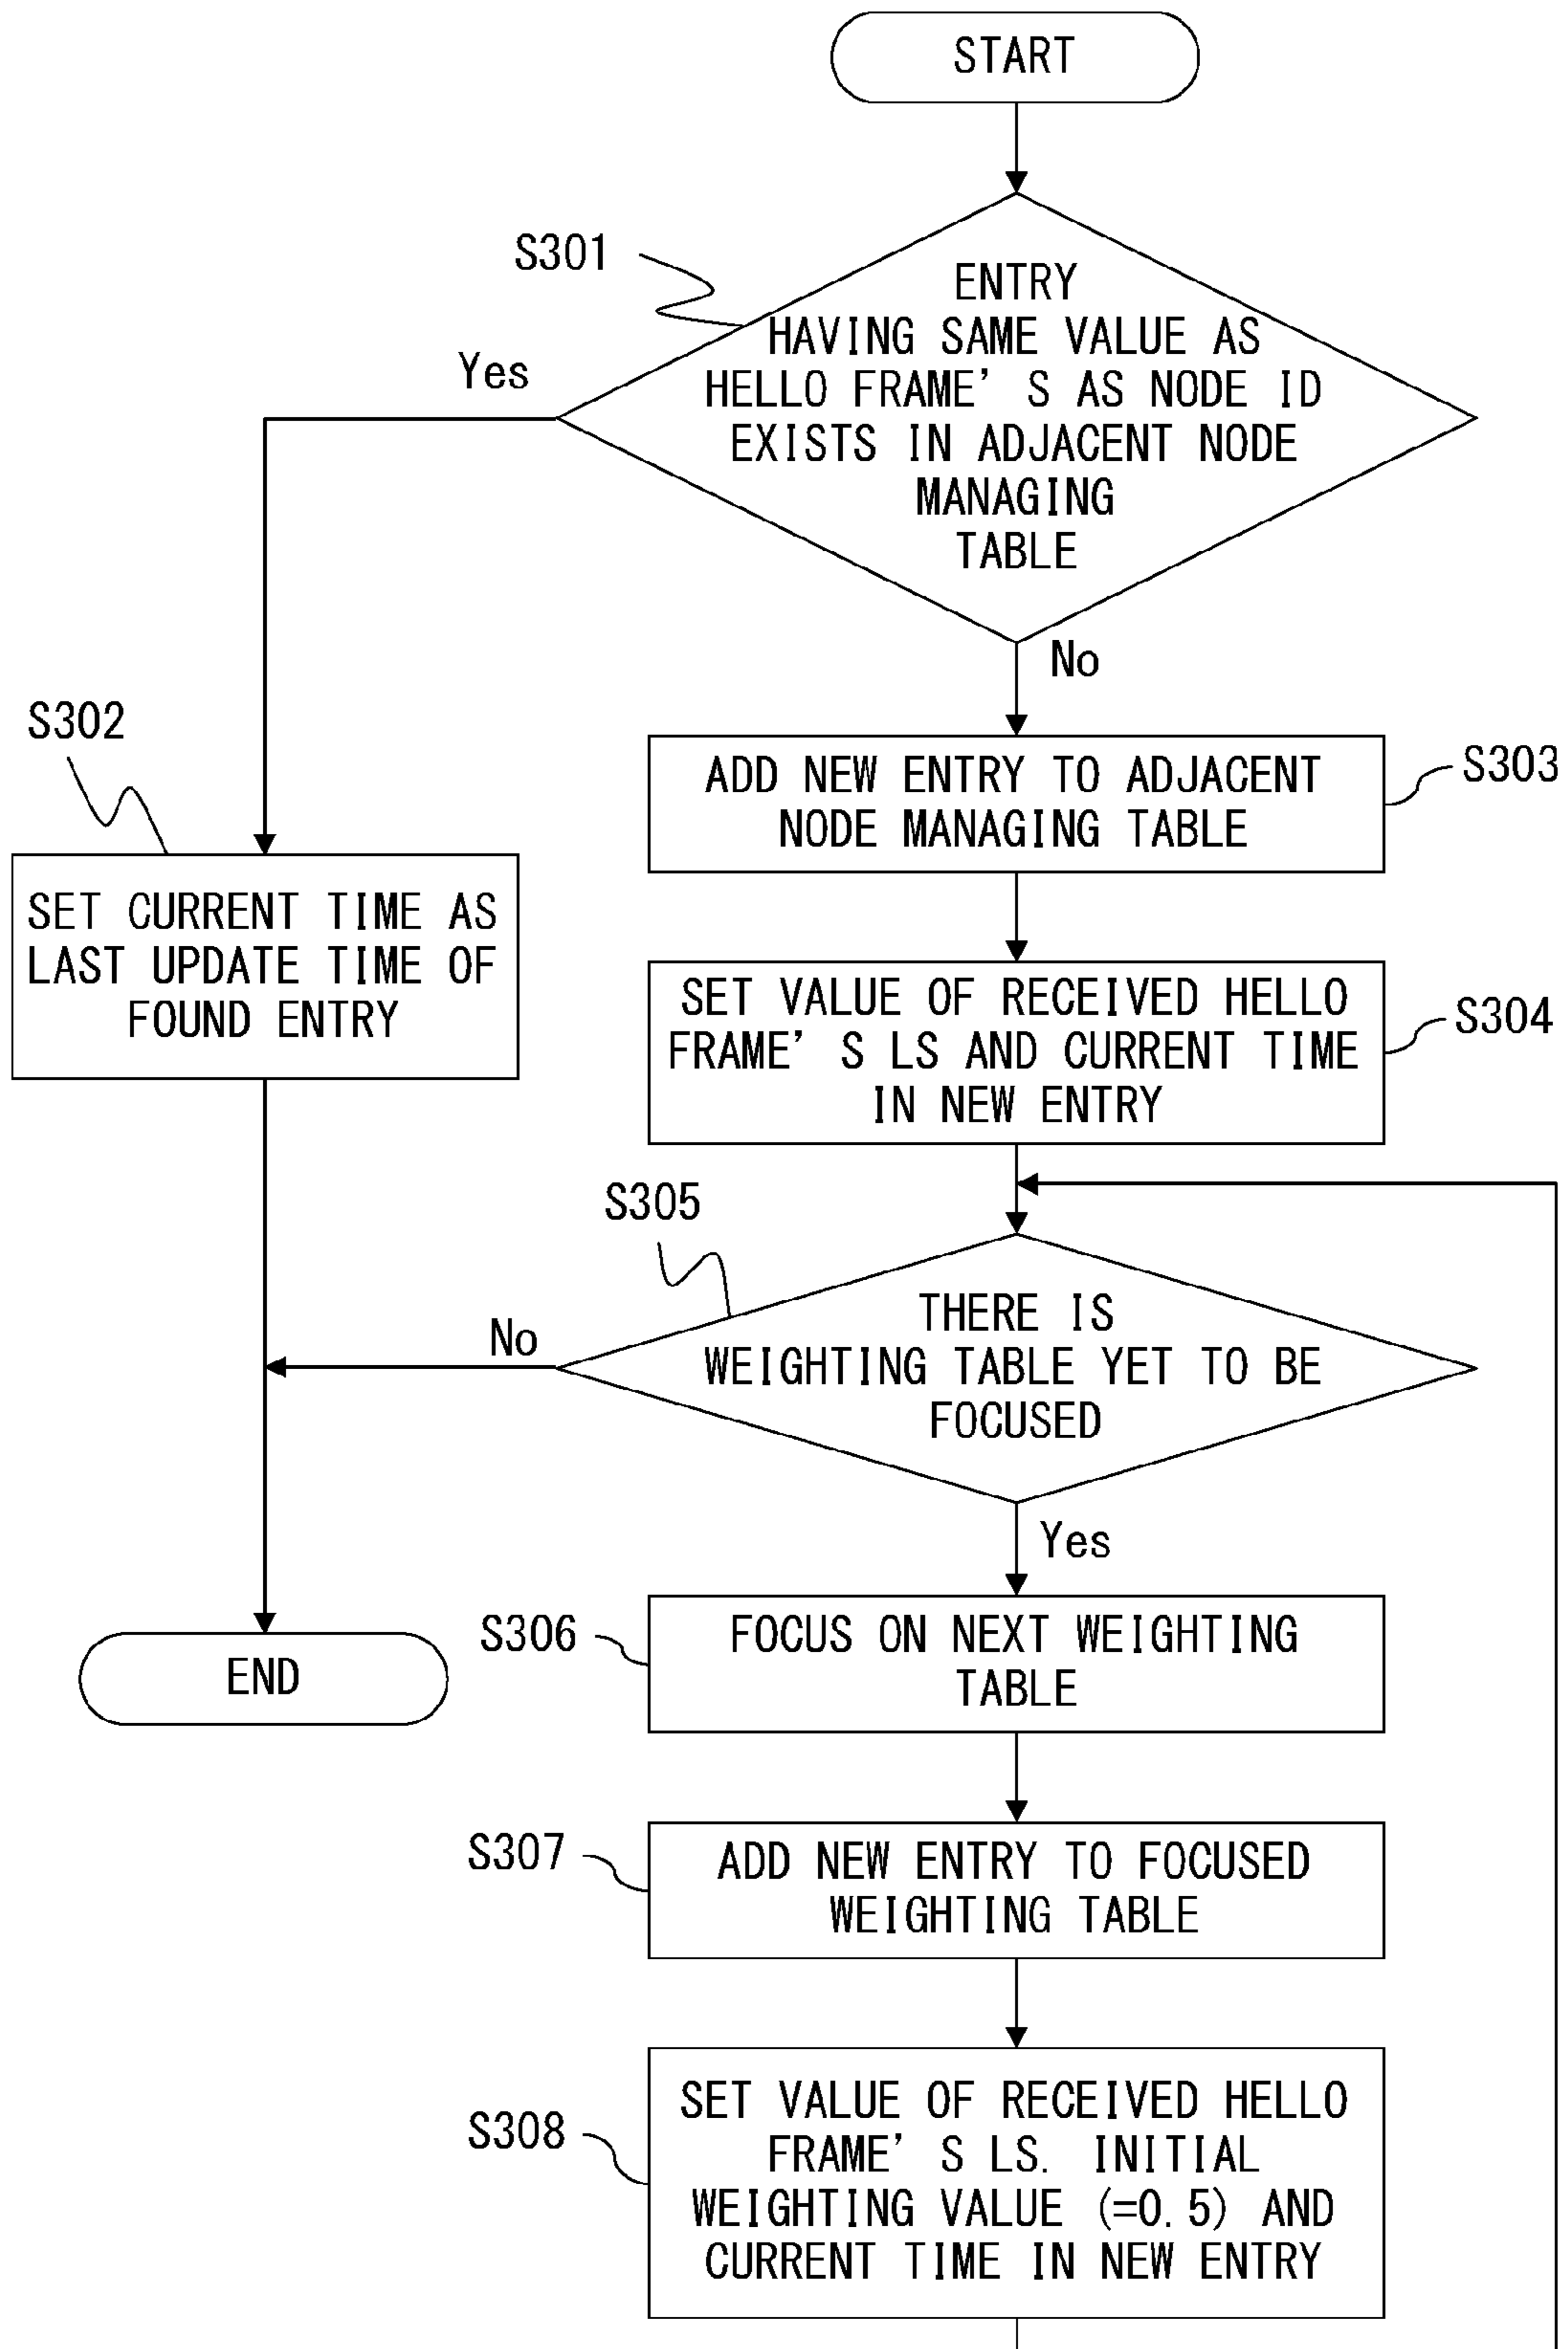 START
S301
ENTRY
HAVING SAME VALUE AS
HELLO FRAME'S AS NODE ID
EXISTS IN ADJACENT NODE
MANAGING
TABLE
Yes
No
S302
SET CURRENT TIME AS
LAST UPDATE TIME OF
FOUND ENTRY
ADD NEW ENTRY TO ADJACENT
NODE MANAGING TABLE
S303
SET VALUE OF RECEIVED HELLO
FRAME'S LS AND CURRENT TIME
IN NEW ENTRY
S304
S305
THERE IS
WEIGHTING TABLE YET TO BE
FOCUSED
No
Yes
END
S306
FOCUS ON NEXT WEIGHTING
TABLE
S307
ADD NEW ENTRY TO FOCUSED
WEIGHTING TABLE
S308
SET VALUE OF RECEIVED HELLO
FRAME'S LS. INITIAL
WEIGHTING VALUE (=0.5) AND
CURRENT TIME IN NEW ENTRY